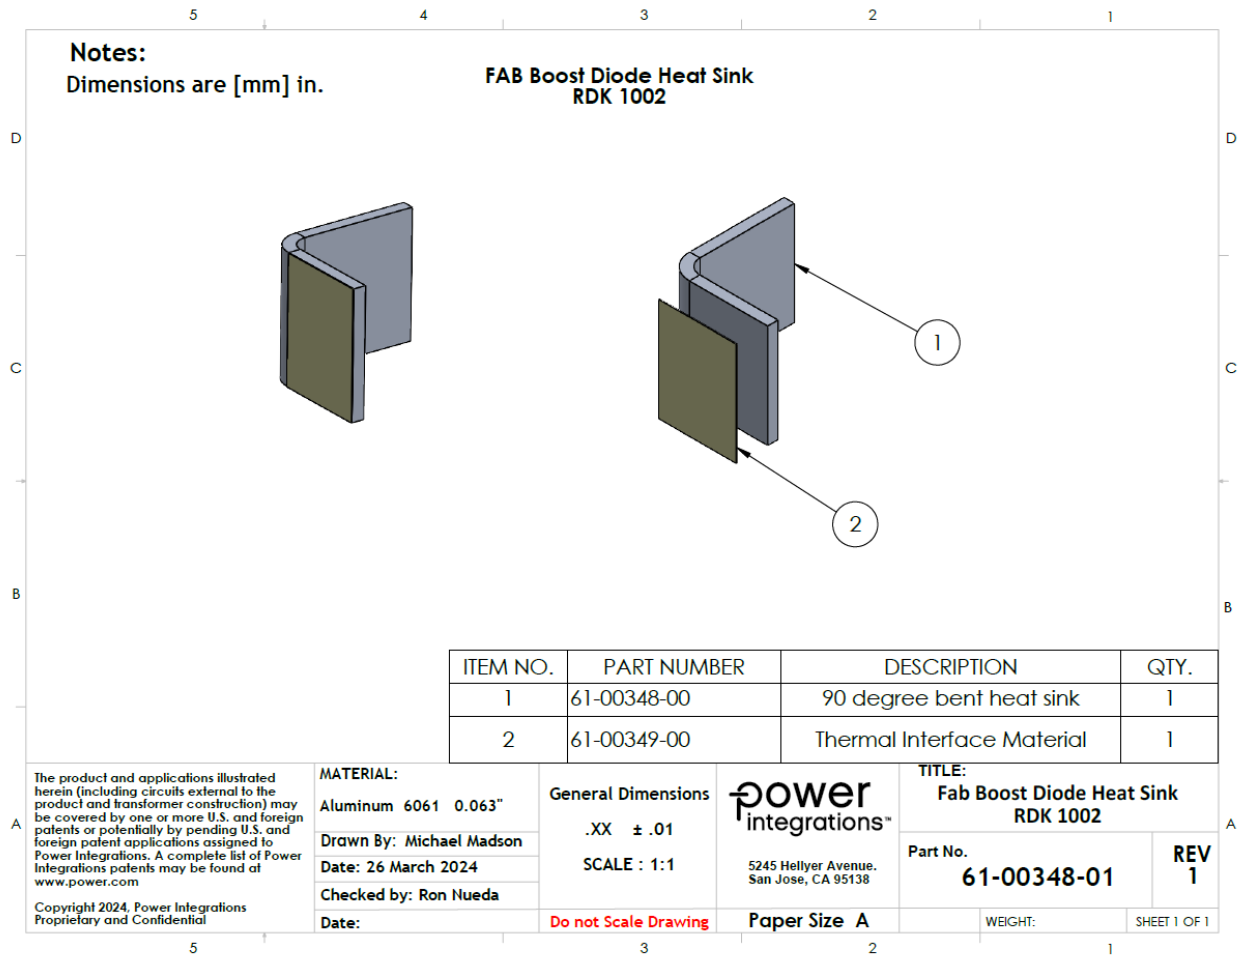 5 4 3 2 1
Notes:
Dimensions are [mm] in.
FAB Boost Diode Heat Sink
RDK 1002
D D
C C
1
2
B B
ITEM NO. PART NUMBER DESCRIPTION QTY.
1 61-00348-00 90 degree bent heat sink 1
2 61-00349-00 Thermal Interface Material 1
A A
The product and applications illustrated
herein (including circuits external to the
product and transformer construction) may
be covered by one or more U.S. and foreign
patents or potentially by pending U.S. and
foreign patent applications assigned to
Power Integrations. A complete list of Power
Integrations patents may be found at
www.power.com
Copyright 2024, Power Integrations
Proprietary and Confidential
MATERIAL:
Aluminum 6061 0.063"
Drawn By: Michael Madson
Date: 26 March 2024
Checked by: Ron Nueda
Date:
General Dimensions
.XX ± .01
SCALE : 1:1
Do not Scale Drawing
power
integrations™
5245 Hellyer Avenue.
San Jose, CA 95138
Paper Size A
TITLE:
Fab Boost Diode Heat Sink
RDK 1002
Part No.
61-00348-01
REV
1
WEIGHT:
SHEET 1 OF 1
5 3 2 1